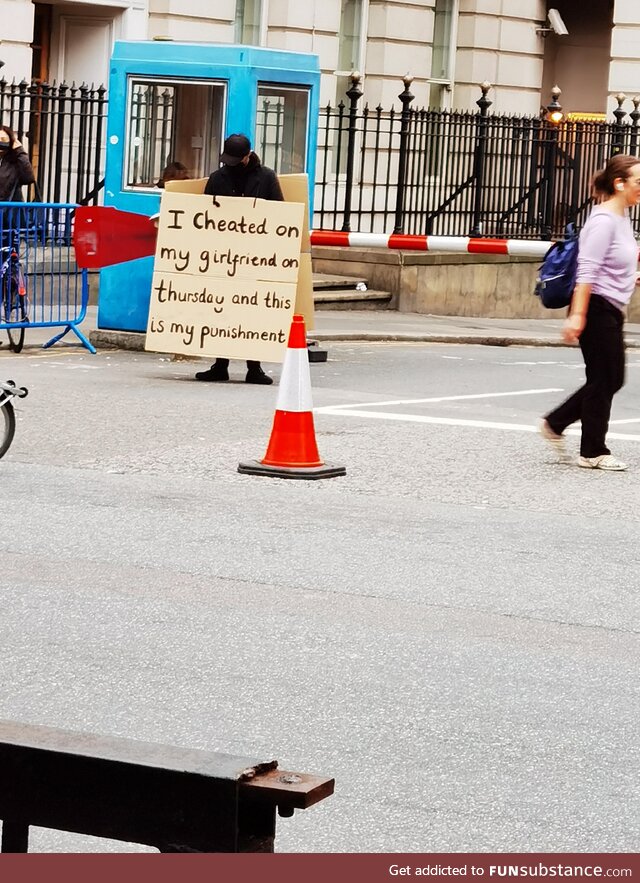 I Cheated on
my girlfriend on
thursday and this
is my punishment
Get addicted to FUNsubstance.com